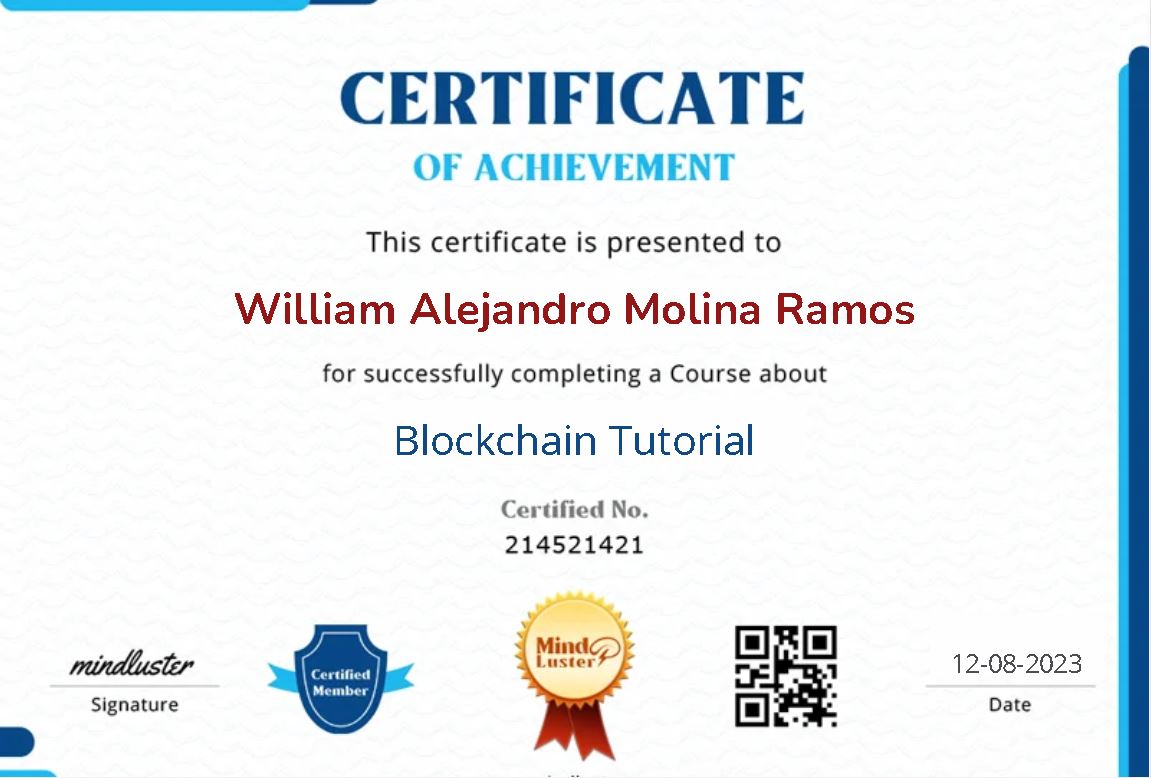 CERTIFICATE
OF ACHIEVEMENT
This certificate is presented to
William Alejandro Molina Ramos
for successfully completing a Course about
Blockchain Tutorial
Certified No.
214521421
mindluster
Signature
Certified
Member
Mind
Luster
12-08-2023
Date